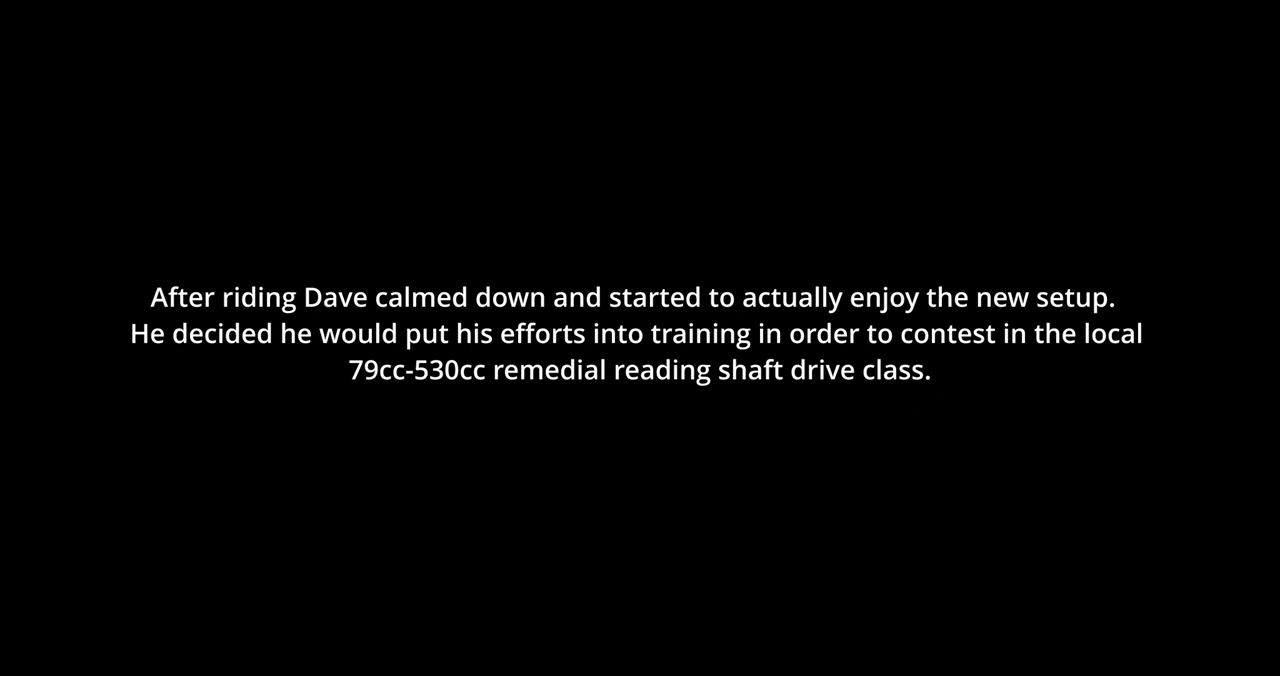 After riding Dave calmed down and started to actually enjoy the new setup.
He decided he would put his efforts into training in order to contest in the local
79cc-530cc remedial reading shaft drive class.